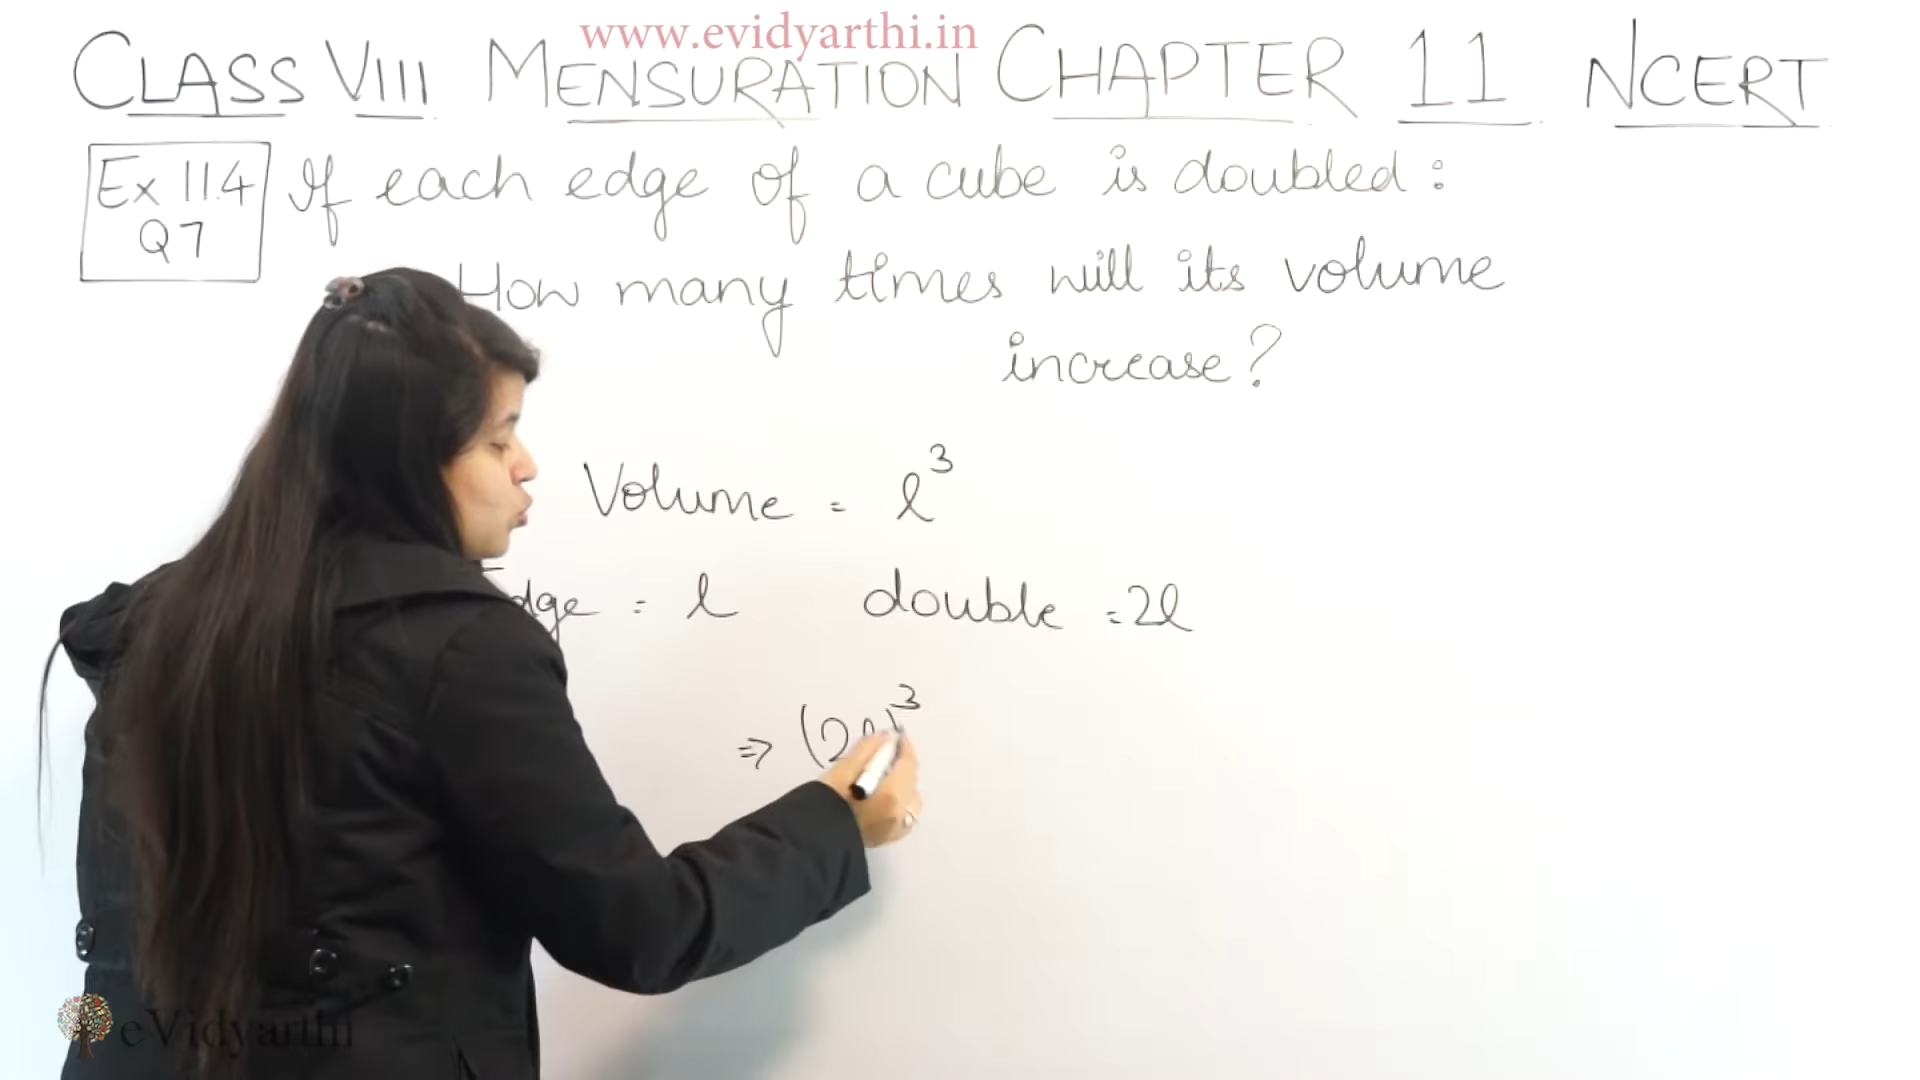 www.evidyarthi.in
CLASS VIII MENSURATION CHAPTER 11 NCERT
Ex 11.4
Q7
If each edge of a cube is doubled:
How many times will its volume
increase?
Volume = l³
Edge = l double = 2l
⇒ (2l)³
eVidyarthi